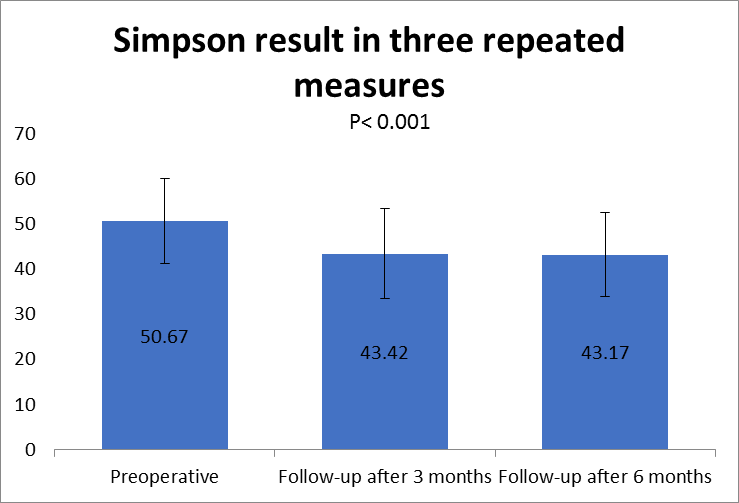 Simpson result in three repeated
measures
P< 0.001
70
60
50
40
30
20
10
0
50.67
43.42
43.17
Preoperative
Follow-up after 3 months
Follow-up after 6 months